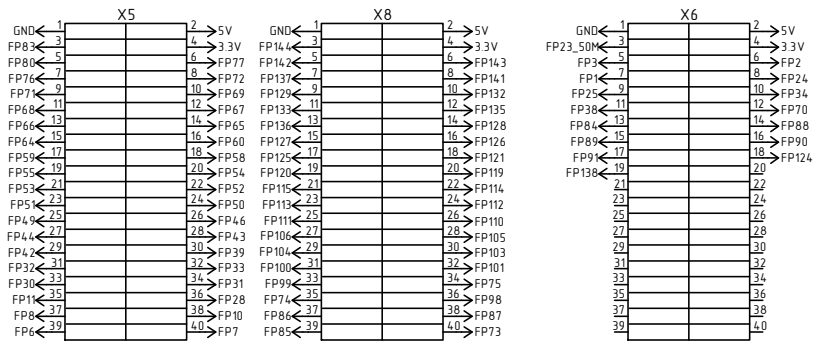 X5 X8 X6
GND 1 2 5V GND 1 2 5V GND 1 2 5V
FP83 3 4 3.3V FP144 3 4 3.3V FP23_50M 3 4 3.3V
FP80 5 6 FP77 FP142 5 6 FP143 FP3 5 6 FP2
FP76 7 8 FP72 FP137 7 8 FP141 FP1 7 8 FP24
FP71 9 10 FP69 FP129 9 10 FP132 FP25 9 10 FP34
FP68 11 12 FP67 FP133 11 12 FP135 FP38 11 12 FP70
FP66 13 14 FP65 FP136 13 14 FP128 FP84 13 14 FP88
FP64 15 16 FP60 FP127 15 16 FP126 FP89 15 16 FP90
FP59 17 18 FP58 FP125 17 18 FP121 FP91 17 18 FP124
FP55 19 20 FP54 FP120 19 20 FP119 FP138 19 20
FP53 21 22 FP52 FP115 21 22 FP114 21 22
FP51 23 24 FP50 FP113 23 24 FP112 23 24
FP49 25 26 FP46 FP111 25 26 FP110 25 26
FP44 27 28 FP43 FP106 27 28 FP105 27 28
FP42 29 30 FP39 FP104 29 30 FP103 29 30
FP32 31 32 FP33 FP100 31 32 FP101 31 32
FP30 33 34 FP31 FP99 33 34 FP75 33 34
FP11 35 36 FP28 FP74 35 36 FP98 35 36
FP8 37 38 FP10 FP86 37 38 FP87 37 38
FP6 39 40 FP7 FP85 39 40 FP73 39 40